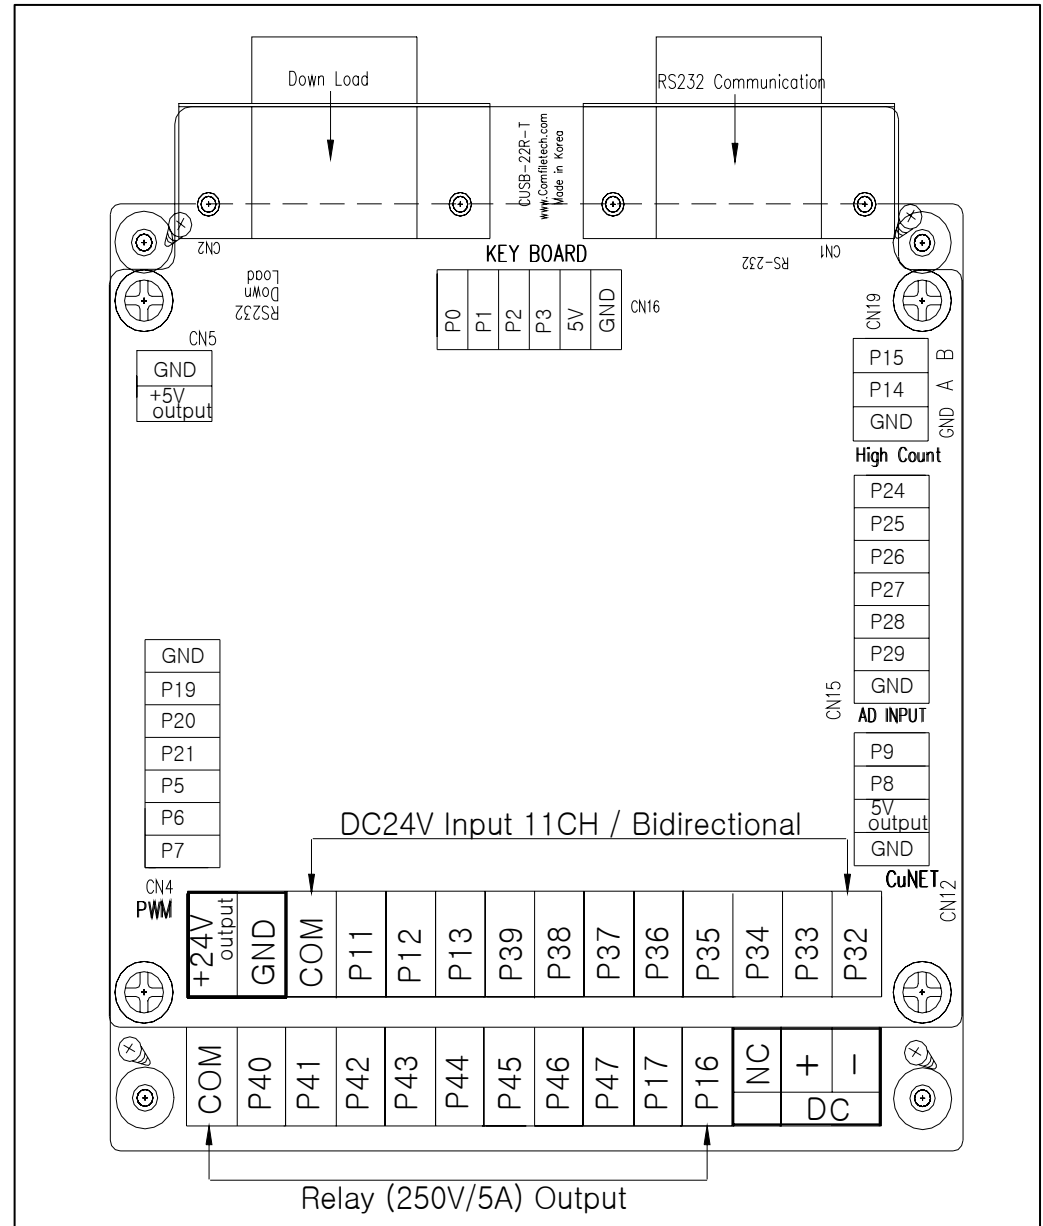 Down Load
RS232 Communication
CUSB-22R-T
www.Comfiletech.com
Made in Korea
CN2
CN1
KEY BOARD
RS-232
RS232
Down
Load
P0
P1
P2
P3
5V
GND
CN16
CN19
CN5
GND
+5V
output
P15 B
P14 A
GND GND
High Count
P24
P25
P26
P27
P28
P29
GND
CN15
AD INPUT
GND
P19
P20
P21
P5
P6
P7
CN4
PWM
P9
P8
5V
output
GND
CuNET
CN12
DC24V Input 11CH / Bidirectional
+24V
output
GND
COM
P11
P12
P13
P39
P38
P37
P36
P35
P34
P33
P32
COM
P40
P41
P42
P43
P44
P45
P46
P47
P17
P16
NC
+
-
DC
Relay (250V/5A) Output